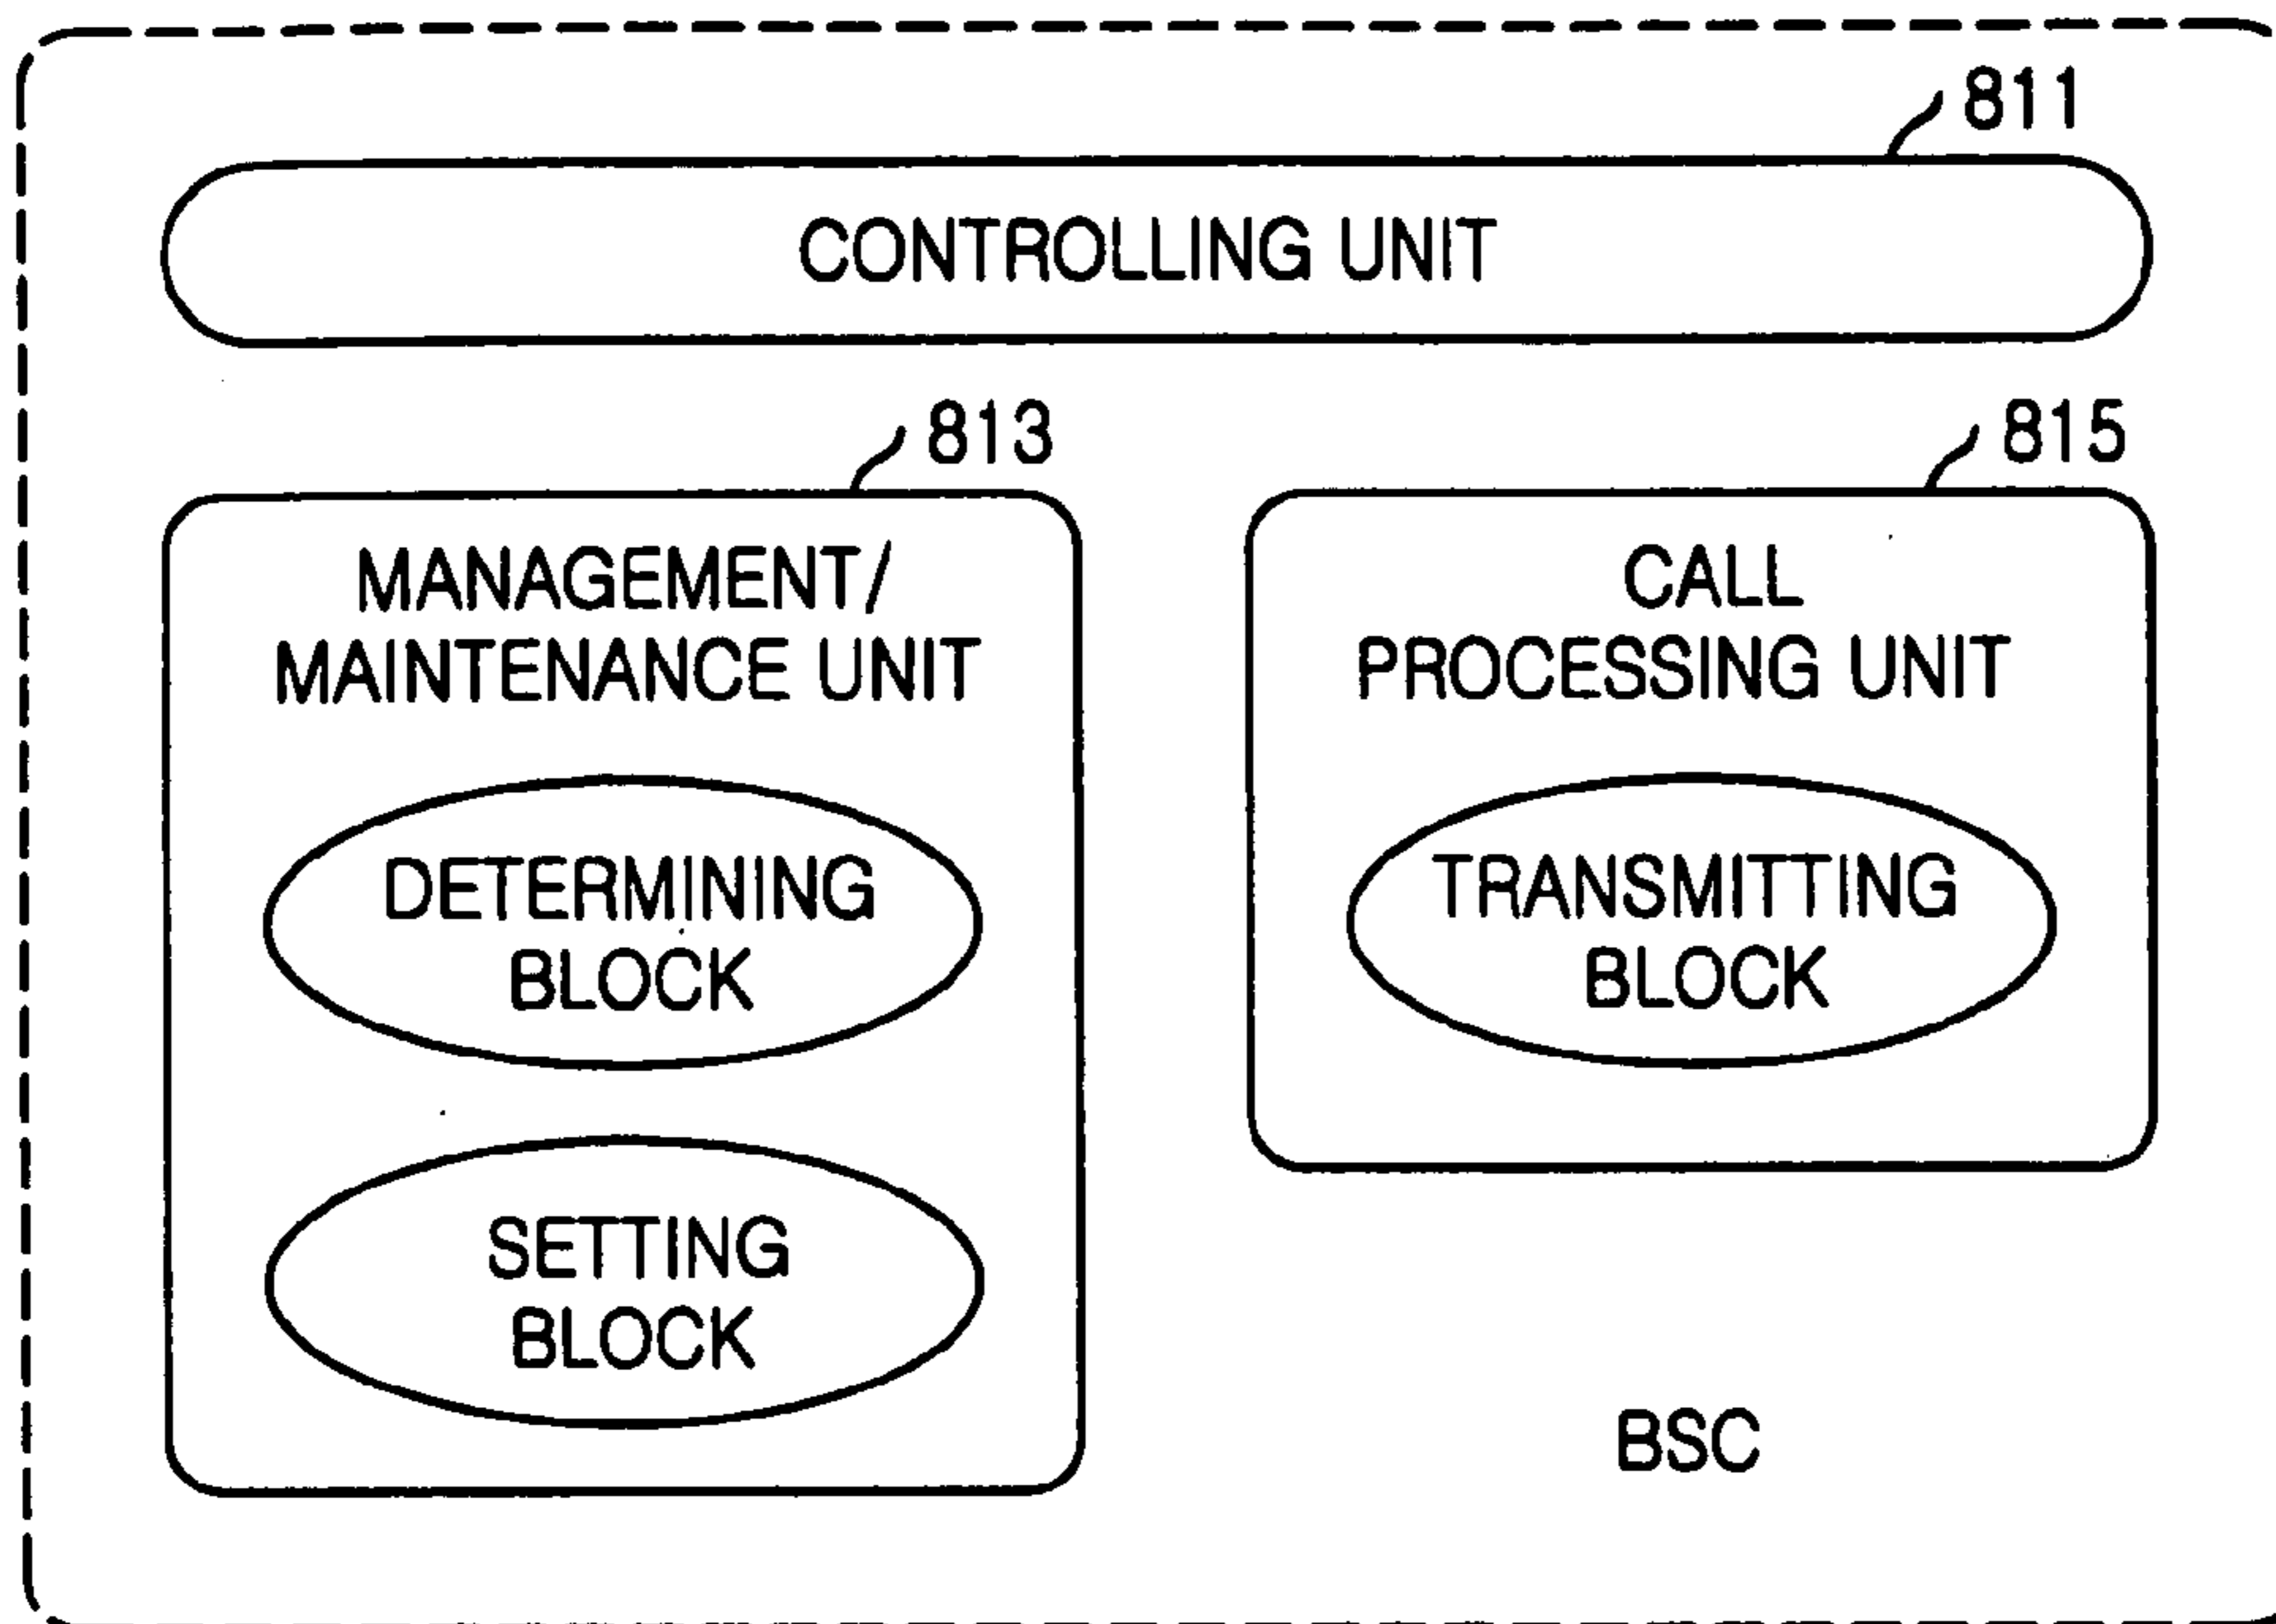 811
CONTROLLING UNIT
813
MANAGEMENT/
MAINTENANCE UNIT
DETERMINING
BLOCK
SETTING
BLOCK
815
CALL
PROCESSING UNIT
TRANSMITTING
BLOCK
BSC